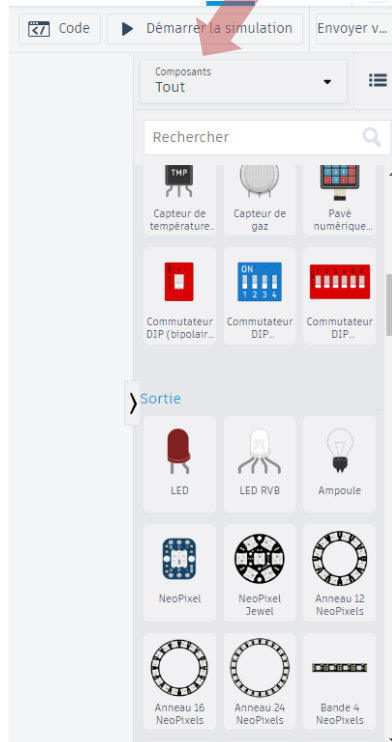 Code
Démarrer la simulation
Envoyer v...
Composants
Tout
Rechercher
TMP
Capteur de
température..
Capteur de
gaz
Pavé
numérique...
ON
1 2 3 4
Commutateur
DIP (bipolair...
Commutateur
DIP...
Commutateur
DIP...
Sortie
LED
LED RVB
Ampoule
NeoPixel
NeoPixel
Jewel
Anneau 12
NeoPixels
Anneau 16
NeoPixels
Anneau 24
NeoPixels
Bande 4
NeoPixels